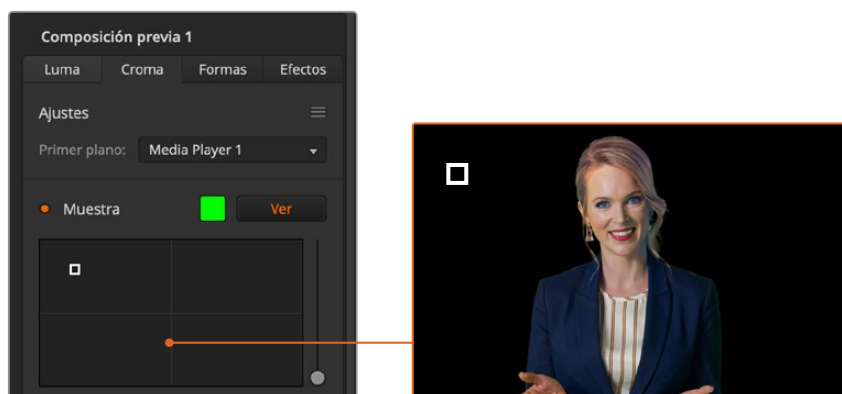 Composición previa 1
Luma Croma Formas Efectos
Ajustes
Primer plano: Media Player 1
Muestra Ver